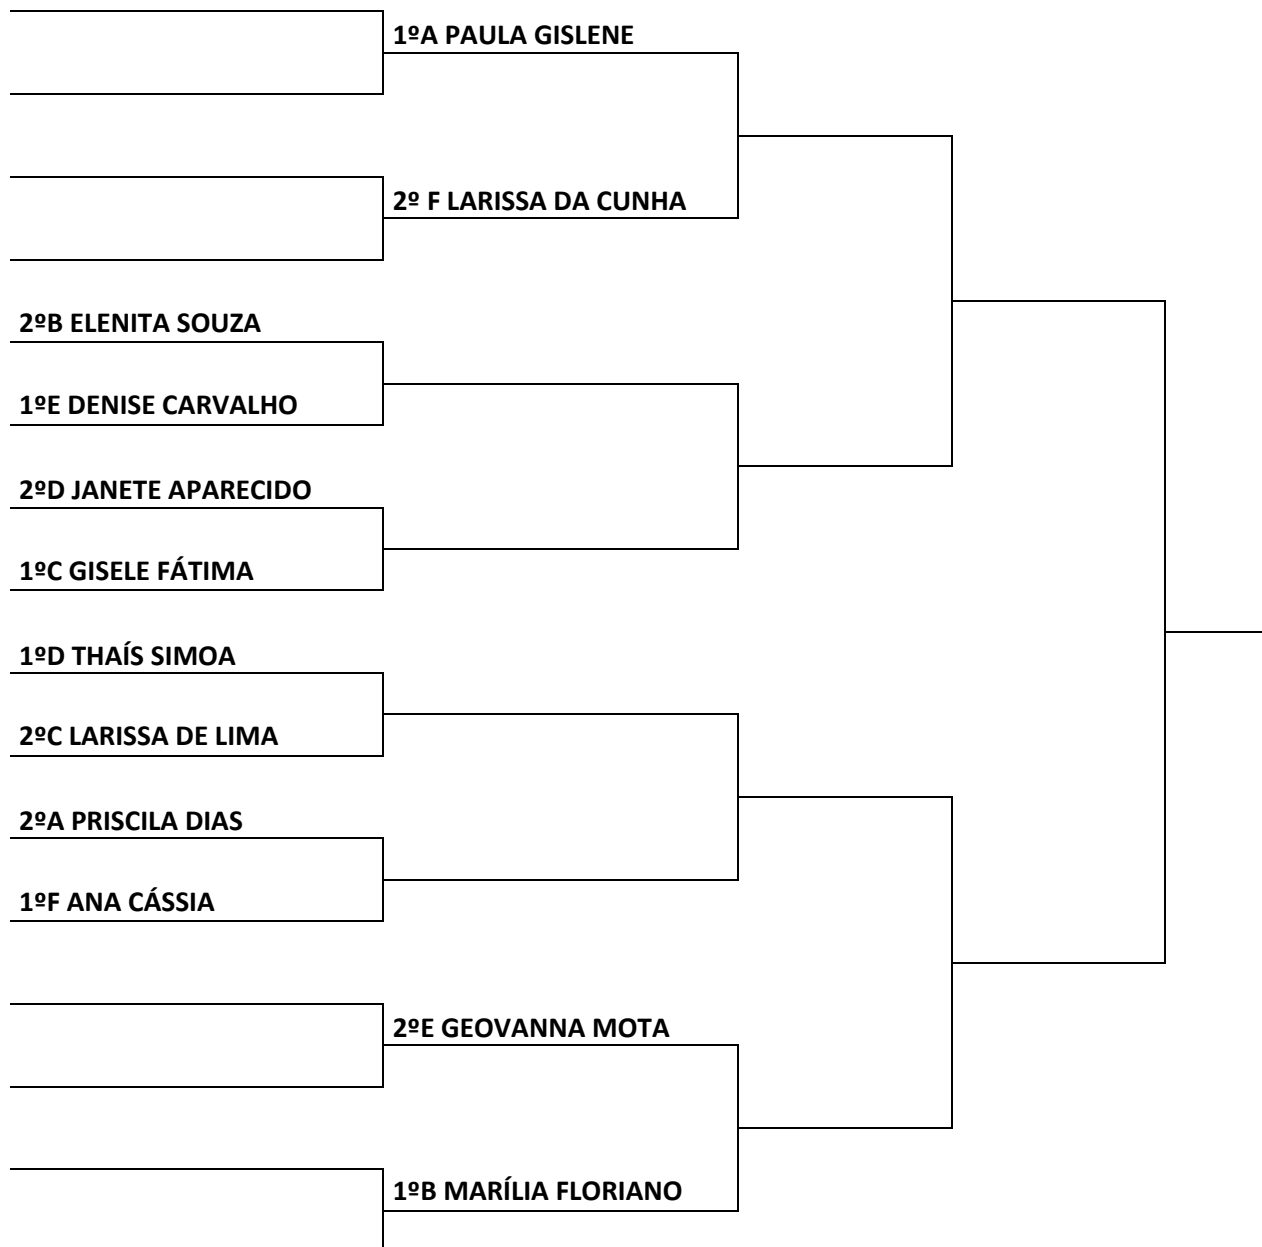 1ºA PAULA GISLENE
2º F LARISSA DA CUNHA
2ºB ELENITA SOUZA
1ºE DENISE CARVALHO
2ºD JANETE APARECIDO
1ºC GISELE FÁTIMA
1ºD THAÍS SIMOA
2ºC LARISSA DE LIMA
2ºA PRISCILA DIAS
1ºF ANA CÁSSIA
2ºE GEOVANNA MOTA
1ºB MARÍLIA FLORIANO